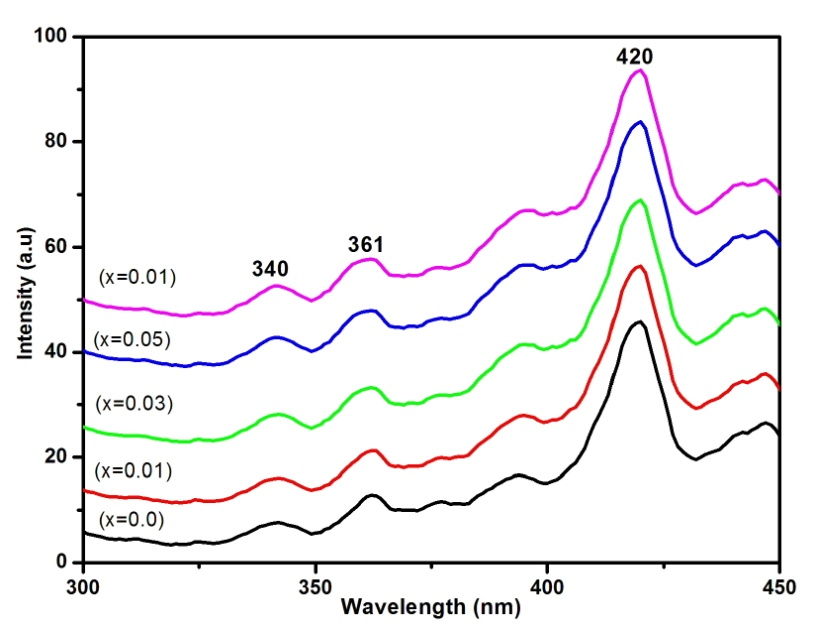 100
80
60
40
20
0
Intensity (a.u)
420
361
340
(x=0.01)
(x=0.05)
(x=0.03)
(x=0.01)
(x=0.0)
300 350 400 450
Wavelength (nm)